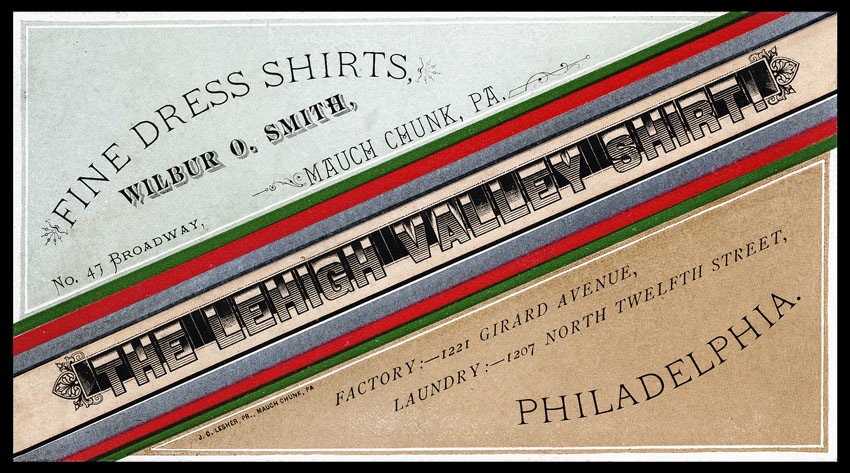 FINE DRESS SHIRTS,
WILBUR O. SMITH,
No. 47 BROADWAY,
MAUCH CHUNK, PA.
THE LEHIGH VALLEY SHIRT!
FACTORY:—1221 GIRARD AVENUE,
LAUNDRY:—1207 NORTH TWELFTH STREET,
PHILADELPHIA.
J. C. LESHER, PR., MAUCH CHUNK, PA